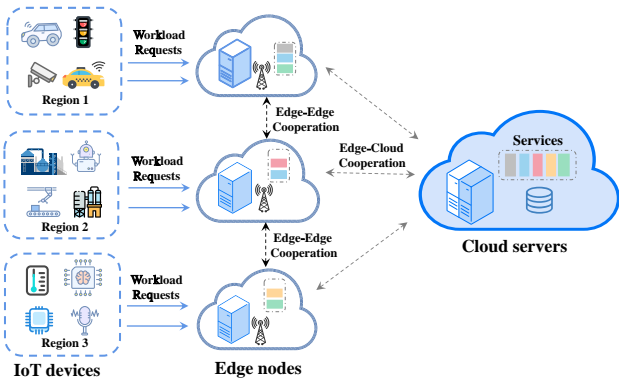 Region 1
Workload
Requests
Edge-Edge
Cooperation
Edge-Cloud
Cooperation
Services
Cloud servers
Region 2
Workload
Requests
Edge-Edge
Cooperation
Region 3
Workload
Requests
IoT devices
Edge nodes